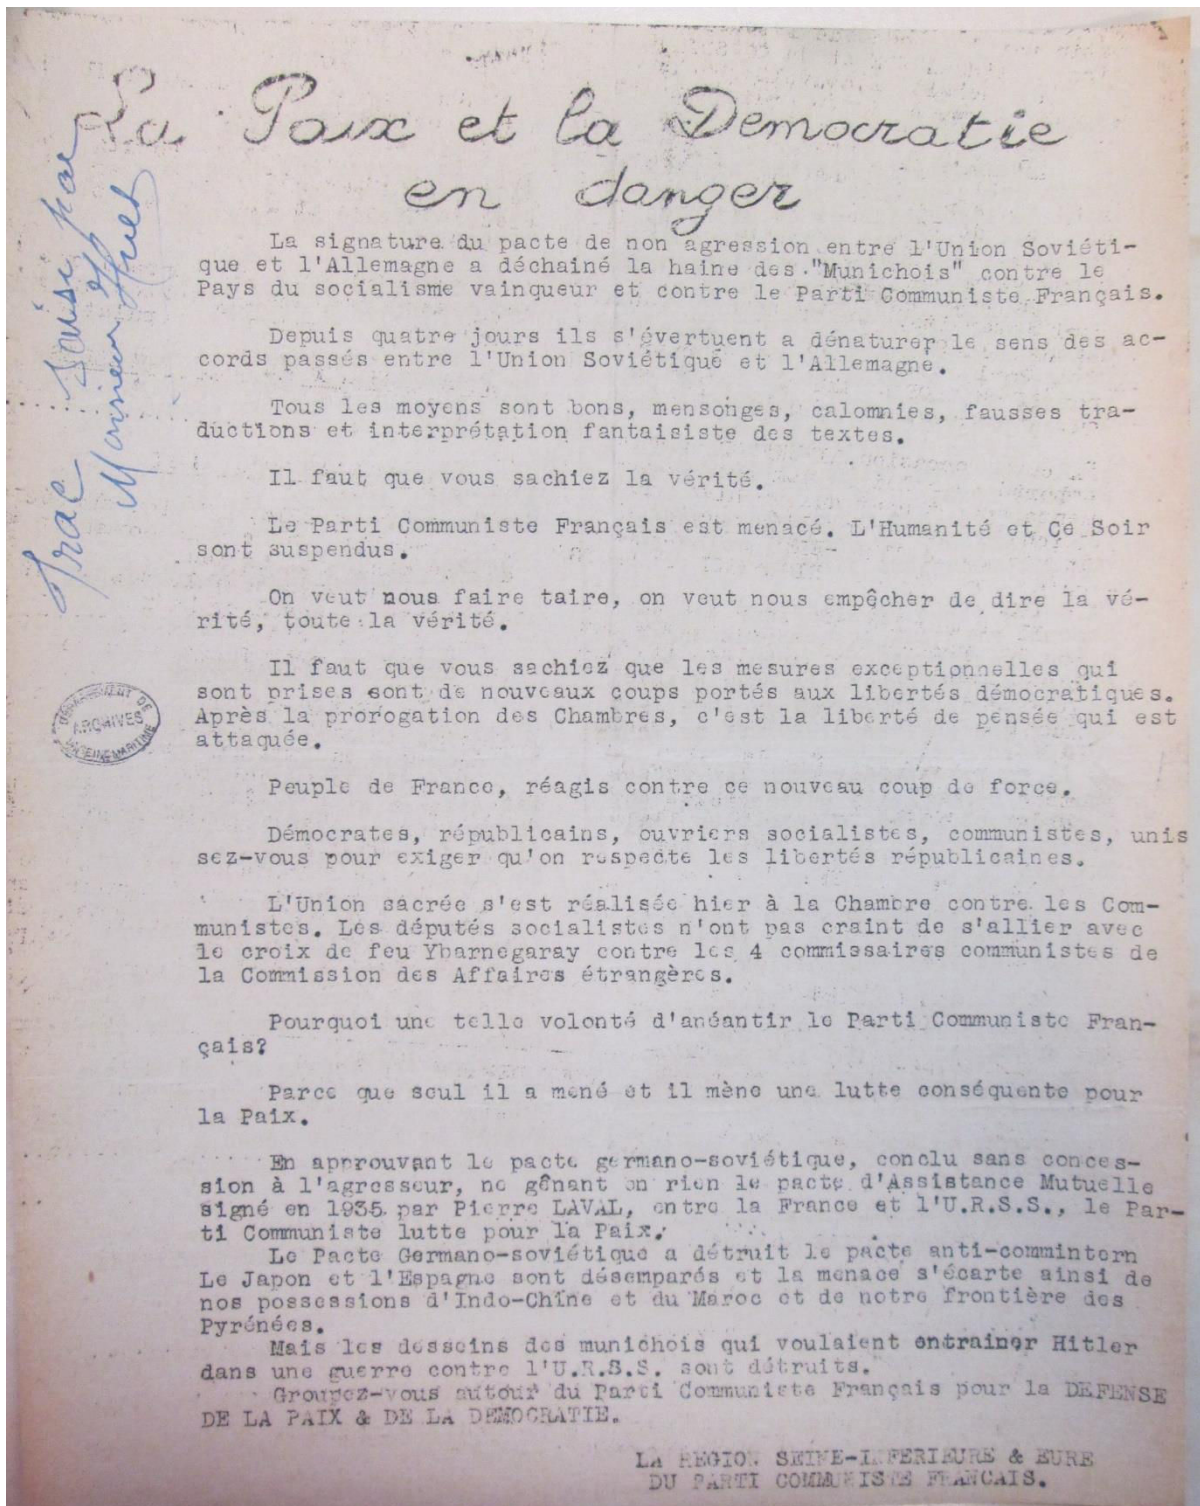 La Paix et la Democratie
en danger
Trac saisi par
Monsieur Huet
La signature du pacte de non agression entre l'Union Soviéti-
que et l'Allemagne a déchainé la haine des "Munichois" contre le
Pays du socialisme vainqueur et contre le Parti Communiste Français.
Depuis quatre jours ils s'évertuent a dénaturer le sens des ac-
cords passés entre l'Union Soviétique et l'Allemagne.
Tous les moyens sont bons, mensonges, calomnies, fausses tra-
ductions et interprétation fantaisiste des textes.
Il faut que vous sachiez la vérité.
Le Parti Communiste Français est menacé. L'Humanité et Ce Soir
sont suspendus.
On veut nous faire taire, on veut nous empêcher de dire la vé-
rité, toute la vérité.
Il faut que vous sachiez que les mesures exceptionnelles qui
sont prises sont de nouveaux coups portés aux libertés démocratiques.
Après la prorogation des Chambres, c'est la liberté de pensée qui est
attaquée.
DEPARTEMENT DE
ARCHIVES
LA SEINE MARITIME
Peuple de France, réagis contre ce nouveau coup de force.
Démocrates, républicains, ouvriers socialistes, communistes, unis
sez-vous pour exiger qu'on respecte les libertés républicaines.
L'Union sacrée s'est réalisée hier à la Chambre contre les Com-
munistes. Les députés socialistes n'ont pas craint de s'allier avec
le croix de feu Ybarnegaray contre les 4 commissaires communistes de
la Commission des Affaires étrangères.
Pourquoi une telle volonté d'anéantir le Parti Communiste Fran-
çais?
Parce que seul il a mené et il mène une lutte conséquente pour
la Paix.
En approuvant le pacte germano-soviétique, conclu sans conces-
sion à l'agresseur, ne gênant en rien le pacte d'Assistance Mutuelle
signé en 1935 par Pierre LAVAL, entre la France et l'U.R.S.S., le Par-
ti Communiste lutte pour la Paix.
Le Pacte Germano-soviétique a détruit le pacte anti-commintern
Le Japon et l'Espagne sont désemparés et la menace s'écarte ainsi de
nos possessions d'Indo-Chine et du Maroc et de notre frontière des
Pyrénées.
Mais les desseins des munichois qui voulaient entrainer Hitler
dans une guerre contre l'U.R.S.S. sont détruits.
Groupez-vous autour du Parti Communiste Français pour la DEFENSE
DE LA PAIX & DE LA DEMOCRATIE.
LA REGION SEINE-INFERIEURE & EURE
DU PARTI COMMUNISTE FRANCAIS.